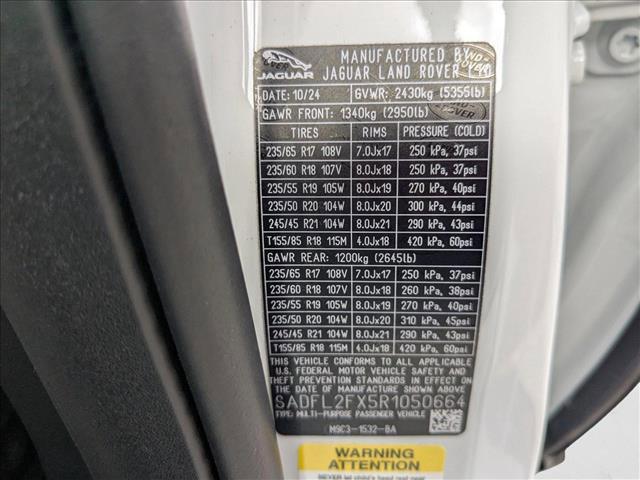 MANUFACTURED BY
JAGUAR JAGUAR LAND ROVER
DATE: 10/24 GVWR: 2430kg (5355lb)
GAWR FRONT: 1340kg (2950lb)
TIRES RIMS PRESSURE (COLD)
235/65 R17 108V 7.0Jx17 250 kPa, 37psi
235/60 R18 107V 8.0Jx18 250 kPa, 37psi
235/55 R19 105W 8.0Jx19 270 kPa, 40psi
235/50 R20 104W 8.0Jx20 300 kPa, 44psi
245/45 R21 104W 8.0Jx21 290 kPa, 43psi
T155/85 R18 115M 4.0Jx18 420 kPa, 60psi
GAWR REAR: 1200kg (2645lb)
235/65 R17 108V 7.0Jx17 250 kPa, 37psi
235/60 R18 107V 8.0Jx18 260 kPa, 38psi
235/55 R19 105W 8.0Jx19 270 kPa, 40psi
235/50 R20 104W 8.0Jx20 310 kPa, 45psi
245/45 R21 104W 8.0Jx21 290 kPa, 43psi
T155/85 R18 115M 4.0Jx18 420 kPa, 60psi
THIS VEHICLE CONFORMS TO ALL APPLICABLE
U.S. FEDERAL MOTOR VEHICLE SAFETY
STANDARDS IN EFFECT ON THE DATE OF
MANUFACTURE SHOWN ABOVE
SADFL2FX5R1050664
TYPE: MULTI-PURPOSE PASSENGER VEHICLE
M9C3-1532-BA
WARNING
ATTENTION
NEVER let child's head rest near